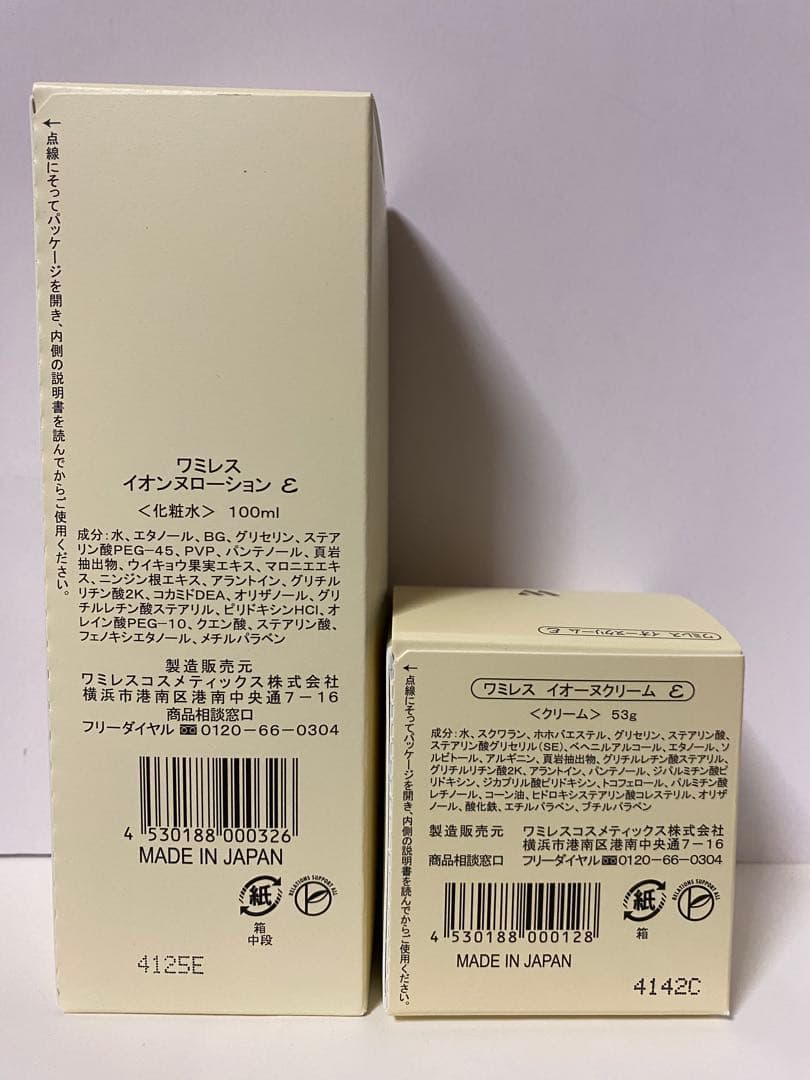 ←点線にそってパッケージを開き、内側の説明書を読んでからご使用ください。
ワミレス
イオンヌローション ε
＜化粧水＞ 100ml
成分：水、エタノール、BG、グリセリン、ステア
リン酸PEG-45、PVP、パンテノール、頁岩
抽出物、ウイキョウ果実エキス、マロニエエキ
ス、ニンジン根エキス、アラントイン、グリチル
リチン酸2K、コカミドDEA、オリザノール、グリ
チルレチン酸ステアリル、ピリドキシンHCl、オ
レイン酸PEG-10、クエン酸、ステアリン酸、
フェノキシエタノール、メチルパラベン
製造販売元
ワミレスコスメティックス株式会社
横浜市港南区港南中央通7-16
商品相談窓口
フリーダイヤル 0120-66-0304
4 530188 000326
MADE IN JAPAN
紙
RELATIONS SUPPORT ALL
箱
中段
4125E
ワミレス イオーヌクリーム ε
←点線にそってパッケージを開き、内側の説明書を読んでからご使用ください。
ワミレス イオーヌクリーム ε
＜クリーム＞ 53g
成分：水、スクワラン、ホホバエステル、グリセリン、ステアリン酸、
ステアリン酸グリセリル（SE）、ベヘニルアルコール、エタノール、ソ
ルビトール、アルギニン、頁岩抽出物、グリチルレチン酸ステアリル、
グリチルリチン酸2K、アラントイン、パンテノール、ジパルミチン酸ピ
リドキシン、ジカプリル酸ピリドキシン、トコフェロール、パルミチン酸
レチノール、コーン油、ヒドロキシステアリン酸コレステリル、オリザ
ノール、酸化鉄、エチルパラベン、ブチルパラベン
製造販売元 ワミレスコスメティックス株式会社
横浜市港南区港南中央通7-16
商品相談窓口 フリーダイヤル 0120-66-0304
4 530188 000128
MADE IN JAPAN
紙
RELATIONS SUPPORT ALL
箱
4142C